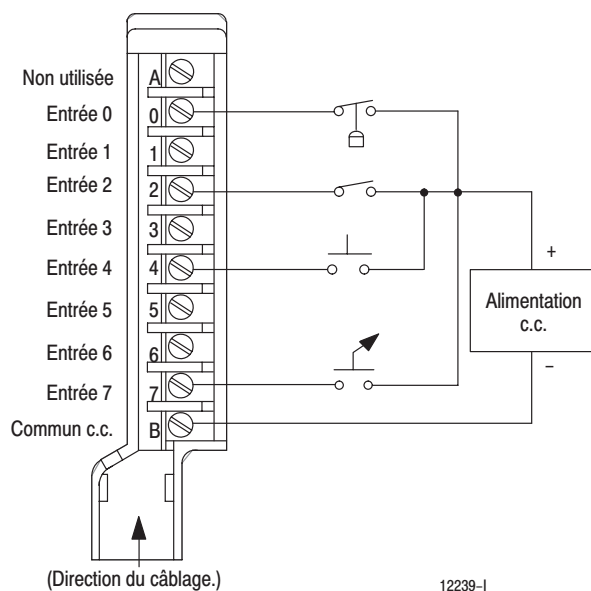 Non utilisée A
Entrée 0 0
Entrée 1 1
Entrée 2 2
Entrée 3 3
Entrée 4 4
Entrée 5 5
Entrée 6 6
Entrée 7 7
Commun c.c. B
+
Alimentation
c.c.
–
(Direction du câblage.)
12239–I